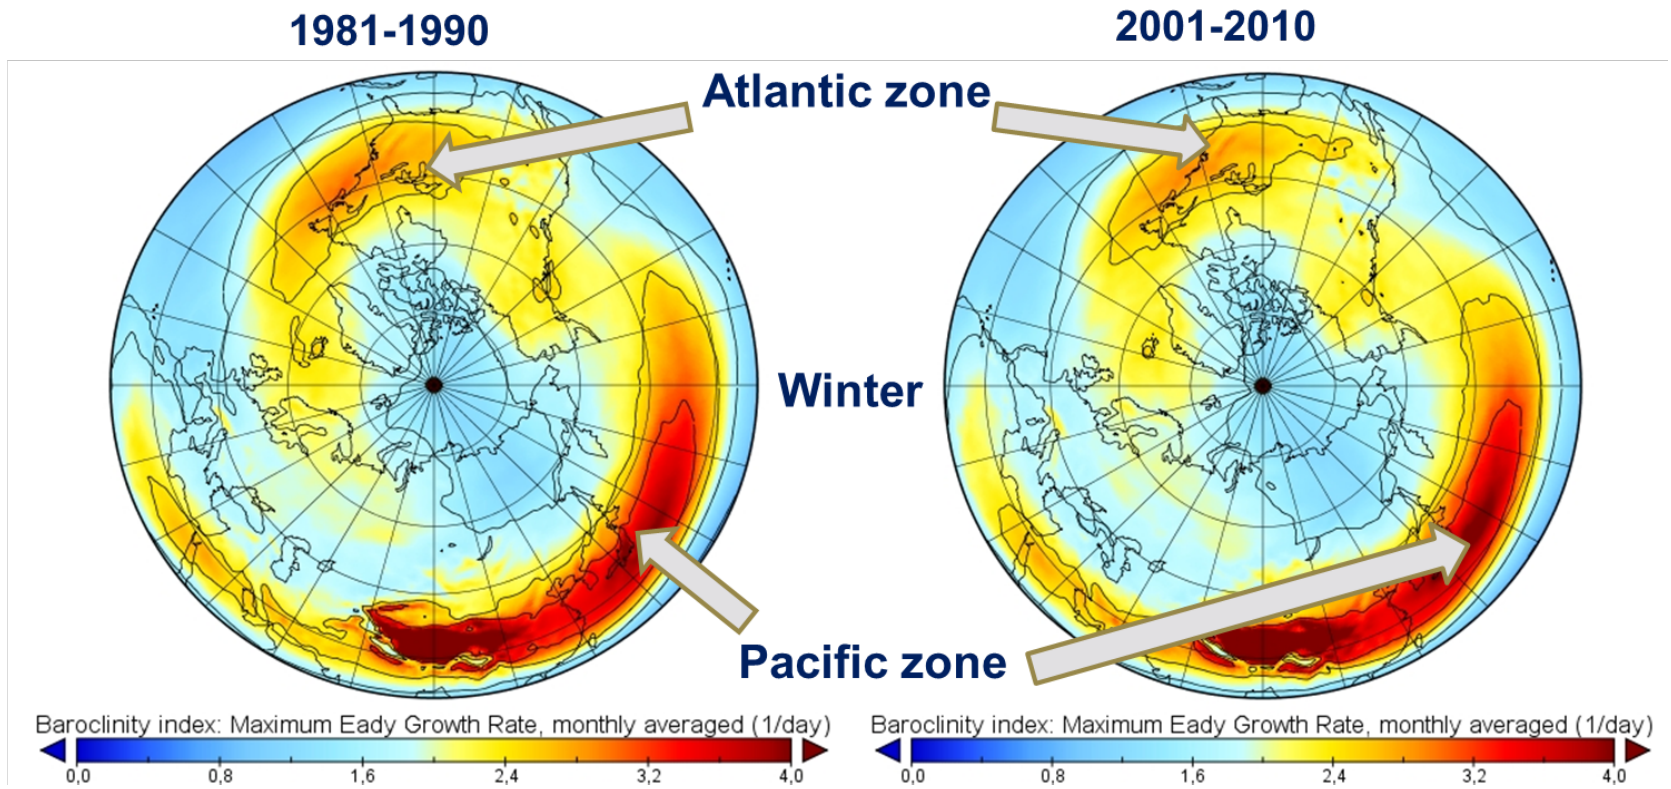 1981-1990
2001-2010
Atlantic zone
Winter
Pacific zone
Baroclinity index: Maximum Eady Growth Rate, monthly averaged (1/day)
0,0 0,8 1,6 2,4 3,2 4,0
Baroclinity index: Maximum Eady Growth Rate, monthly averaged (1/day)
0,0 0,8 1,6 2,4 3,2 4,0